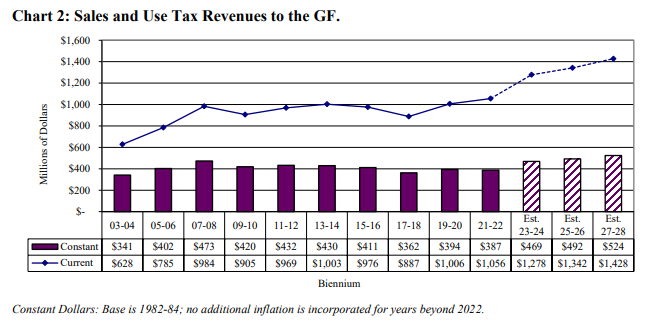 Chart 2: Sales and Use Tax Revenues to the GF.
$1,600
$1,400
$1,200
$1,000
$800
$600
$400
$200
$-
Millions of Dollars
03-04 05-06 07-08 09-10 11-12 13-14 15-16 17-18 19-20 21-22 Est. 23-24 Est. 25-26 Est. 27-28
Constant $341 $402 $473 $420 $432 $430 $411 $362 $394 $387 $469 $492 $524
Current $628 $785 $984 $905 $969 $1,003 $976 $887 $1,006 $1,056 $1,278 $1,342 $1,428
Biennium
Constant Dollars: Base is 1982-84; no additional inflation is incorporated for years beyond 2022.